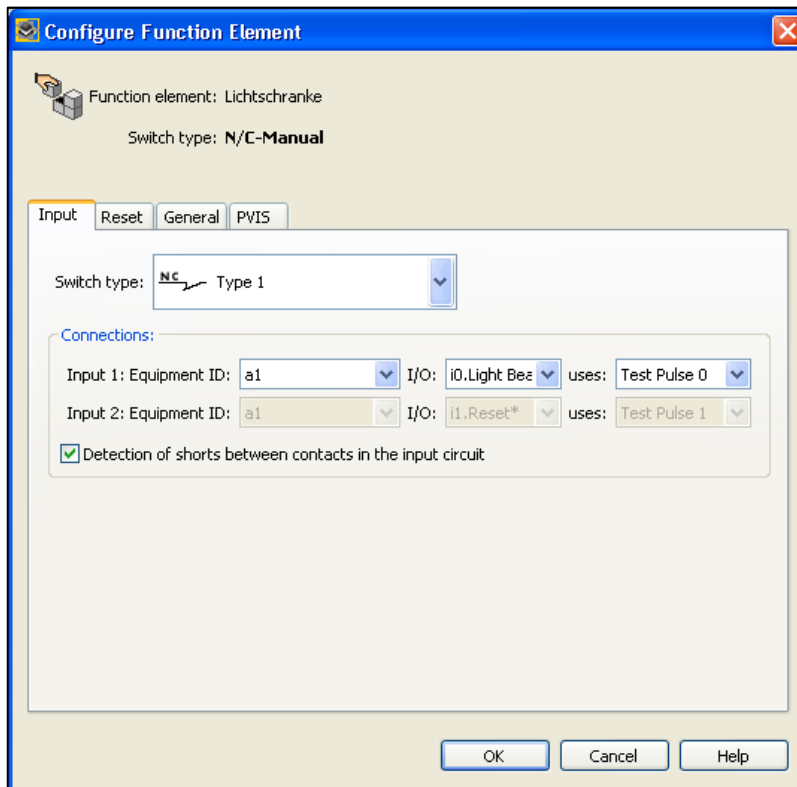 Configure Function Element
Function element: Lichtschranke
Switch type: N/C-Manual
Input Reset General PVIS
Switch type: NC Type 1
Connections:
Input 1: Equipment ID: a1 I/O: i0.Light Bea uses: Test Pulse 0
Input 2: Equipment ID: a1 I/O: i1.Reset* uses: Test Pulse 1
Detection of shorts between contacts in the input circuit
OK Cancel Help